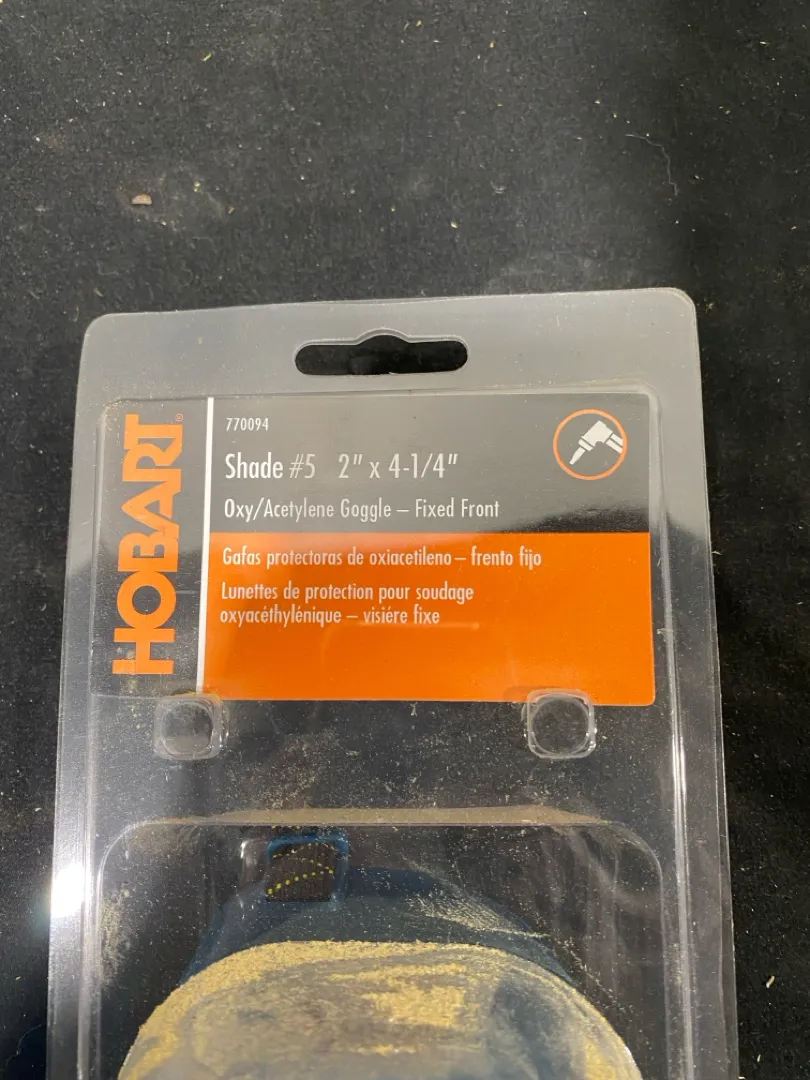 HOBART®
770094
Shade #5 2" x 4-1/4"
Oxy/Acetylene Goggle – Fixed Front
Gafas protectoras de oxiacetileno – frento fijo
Lunettes de protection pour soudage
oxyacéthylénique – visiére fixe